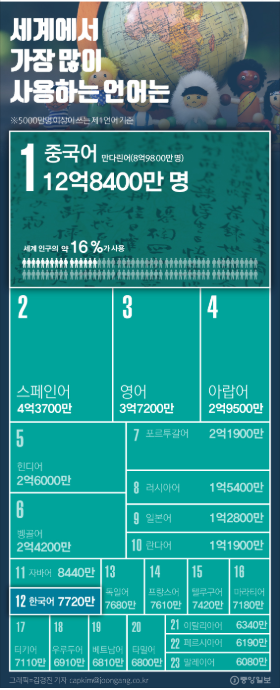 세계에서
가장 많이
사용하는 언어는
※5000만명 이상이 쓰는 제1언어 기준
1 중국어 만다린어(8억9800만 명)
12억8400만 명
세계 인구의 약 16%가 사용
2
스페인어
4억3700만
3
영어
3억7200만
4
아랍어
2억9500만
5
힌디어
2억6000만
6
벵골어
2억4200만
7 포르투갈어 2억1900만
8 러시아어 1억5400만
9 일본어 1억2800만
10 란다어 1억1900만
11 자바어 8440만
12 한국어 7720만
13
독일어
7680만
14
프랑스어
7610만
15
텔루구어
7420만
16
마라티어
7180만
17
터키어
7110만
18
우르두어
6910만
19
베트남어
6810만
20
타밀어
6800만
21 이탈리아어 6340만
22 페르시아어 6190만
23 말레이어 6080만
그래픽=김경진 기자 capkim@joongang.co.kr
중앙일보